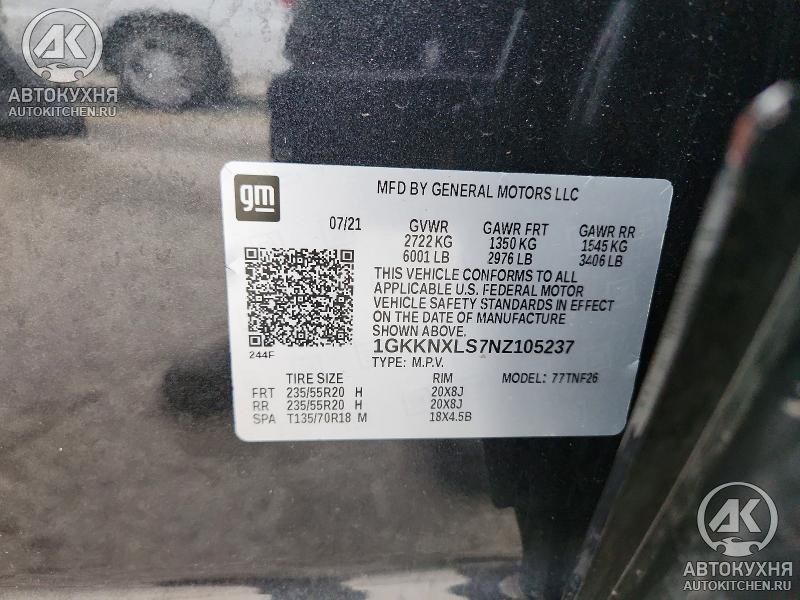 AK
АВТОКУХНЯ
AUTOKITCHEN.RU
gm
MFD BY GENERAL MOTORS LLC
07/21 GVWR GAWR FRT GAWR RR
2722 KG 1350 KG 1545 KG
6001 LB 2976 LB 3406 LB
THIS VEHICLE CONFORMS TO ALL
APPLICABLE U.S. FEDERAL MOTOR
VEHICLE SAFETY STANDARDS IN EFFECT
ON THE DATE OF MANUFACTURE
SHOWN ABOVE.
244F
1GKKNXLS7NZ105237
TYPE: M.P.V.
TIRE SIZE RIM MODEL: 77TNF26
FRT 235/55R20 H 20X8J
RR 235/55R20 H 20X8J
SPA T135/70R18 M 18X4.5B
AK
АВТОКУХНЯ
AUTOKITCHEN.RU